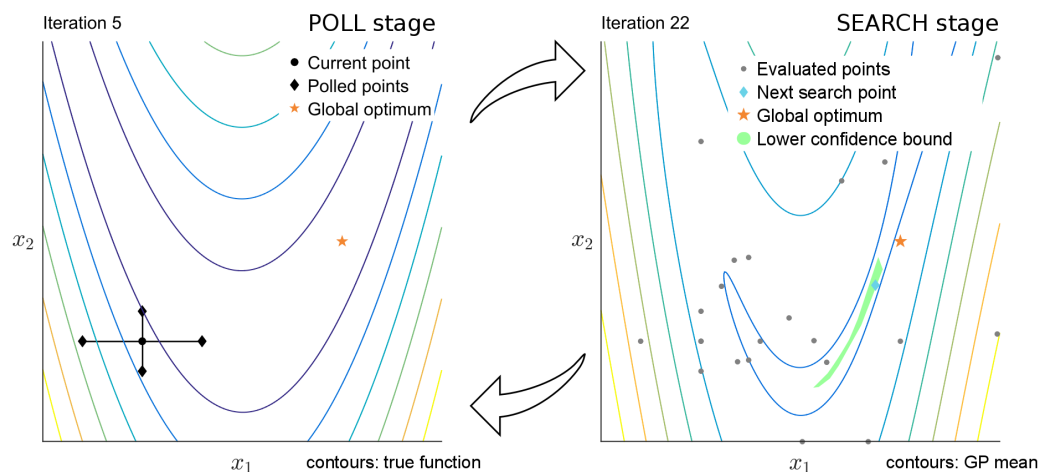 Iteration 5
POLL stage
Current point
Polled points
Global optimum
x₂
x₁
contours: true function
Iteration 22
SEARCH stage
Evaluated points
Next search point
Global optimum
Lower confidence bound
x₂
x₁
contours: GP mean